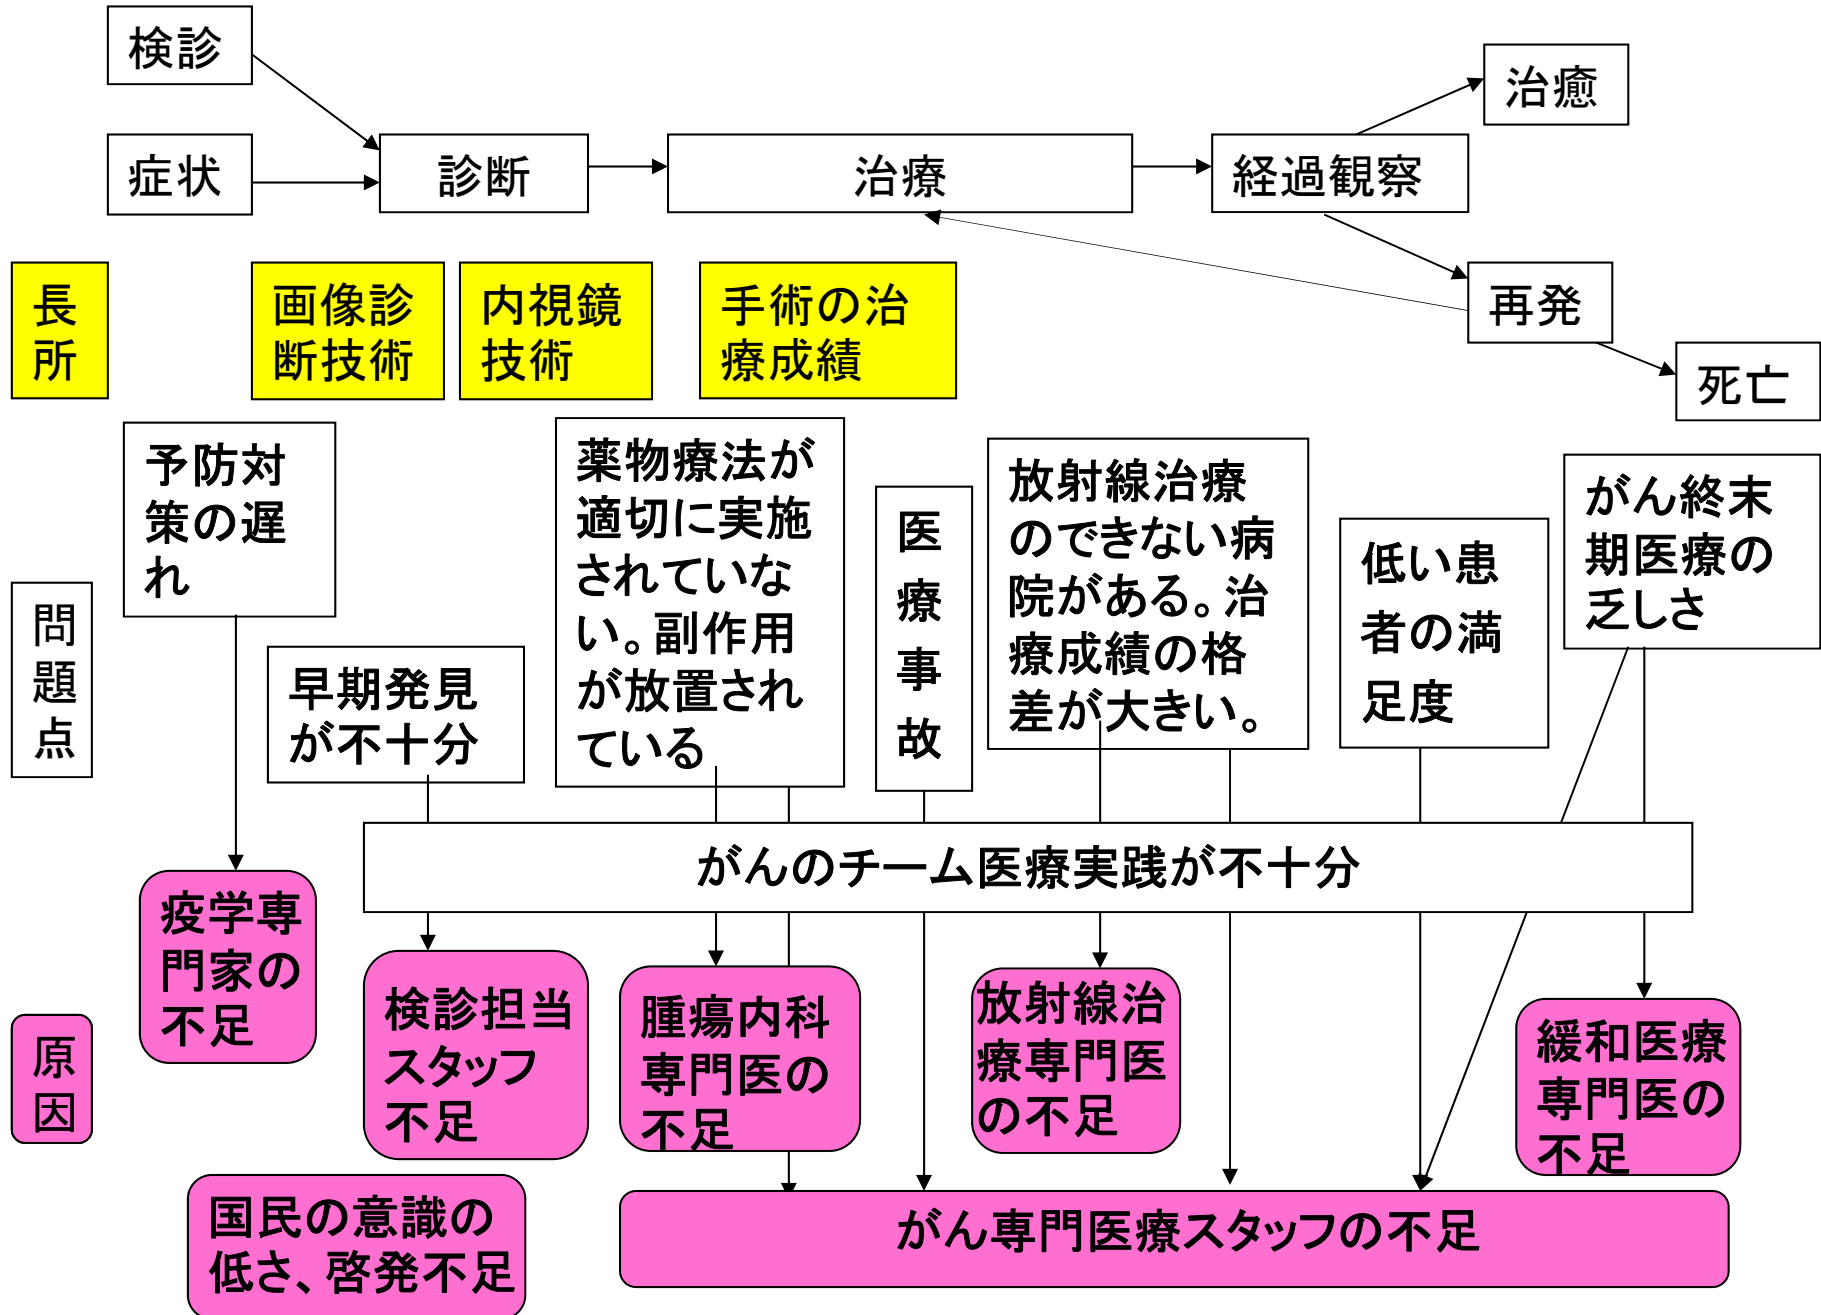 検診
治癒
症状
診断
治療
経過観察
長
所
画像診
断技術
内視鏡
技術
手術の治
療成績
再発
死亡
問
題
点
予防対
策の遅
れ
早期発見
が不十分
薬物療法が
適切に実施
されていな
い。副作用
が放置され
ている
医
療
事
故
放射線治療
のできない病
院がある。治
療成績の格
差が大きい。
低い患
者の満
足度
がん終末
期医療の
乏しさ
がんのチーム医療実践が不十分
原
因
疫学専
門家の
不足
検診担当
スタッフ
不足
腫瘍内科
専門医の
不足
放射線治
療専門医
の不足
緩和医療
専門医の
不足
国民の意識の
低さ、啓発不足
がん専門医療スタッフの不足